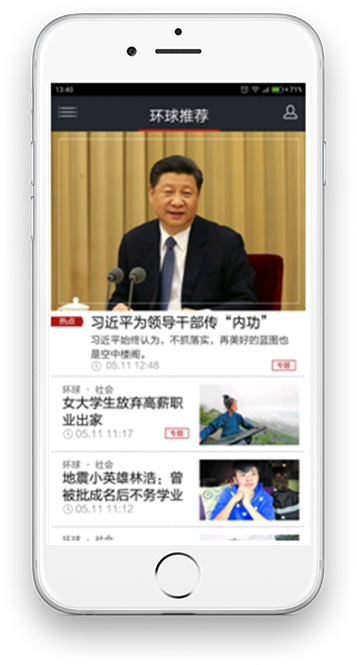 13:40
+71%
环球推荐
热点
习近平为领导干部传“内功”
习近平始终认为，不抓落实，再美好的蓝图也
是空中楼阁。
05.11 12:48
专题
环球 · 社会
女大学生放弃高薪职
业出家
05.11 11:17
专题
环球 · 社会
地震小英雄林浩：曾
被批成名后不务学业
05.11 11:12